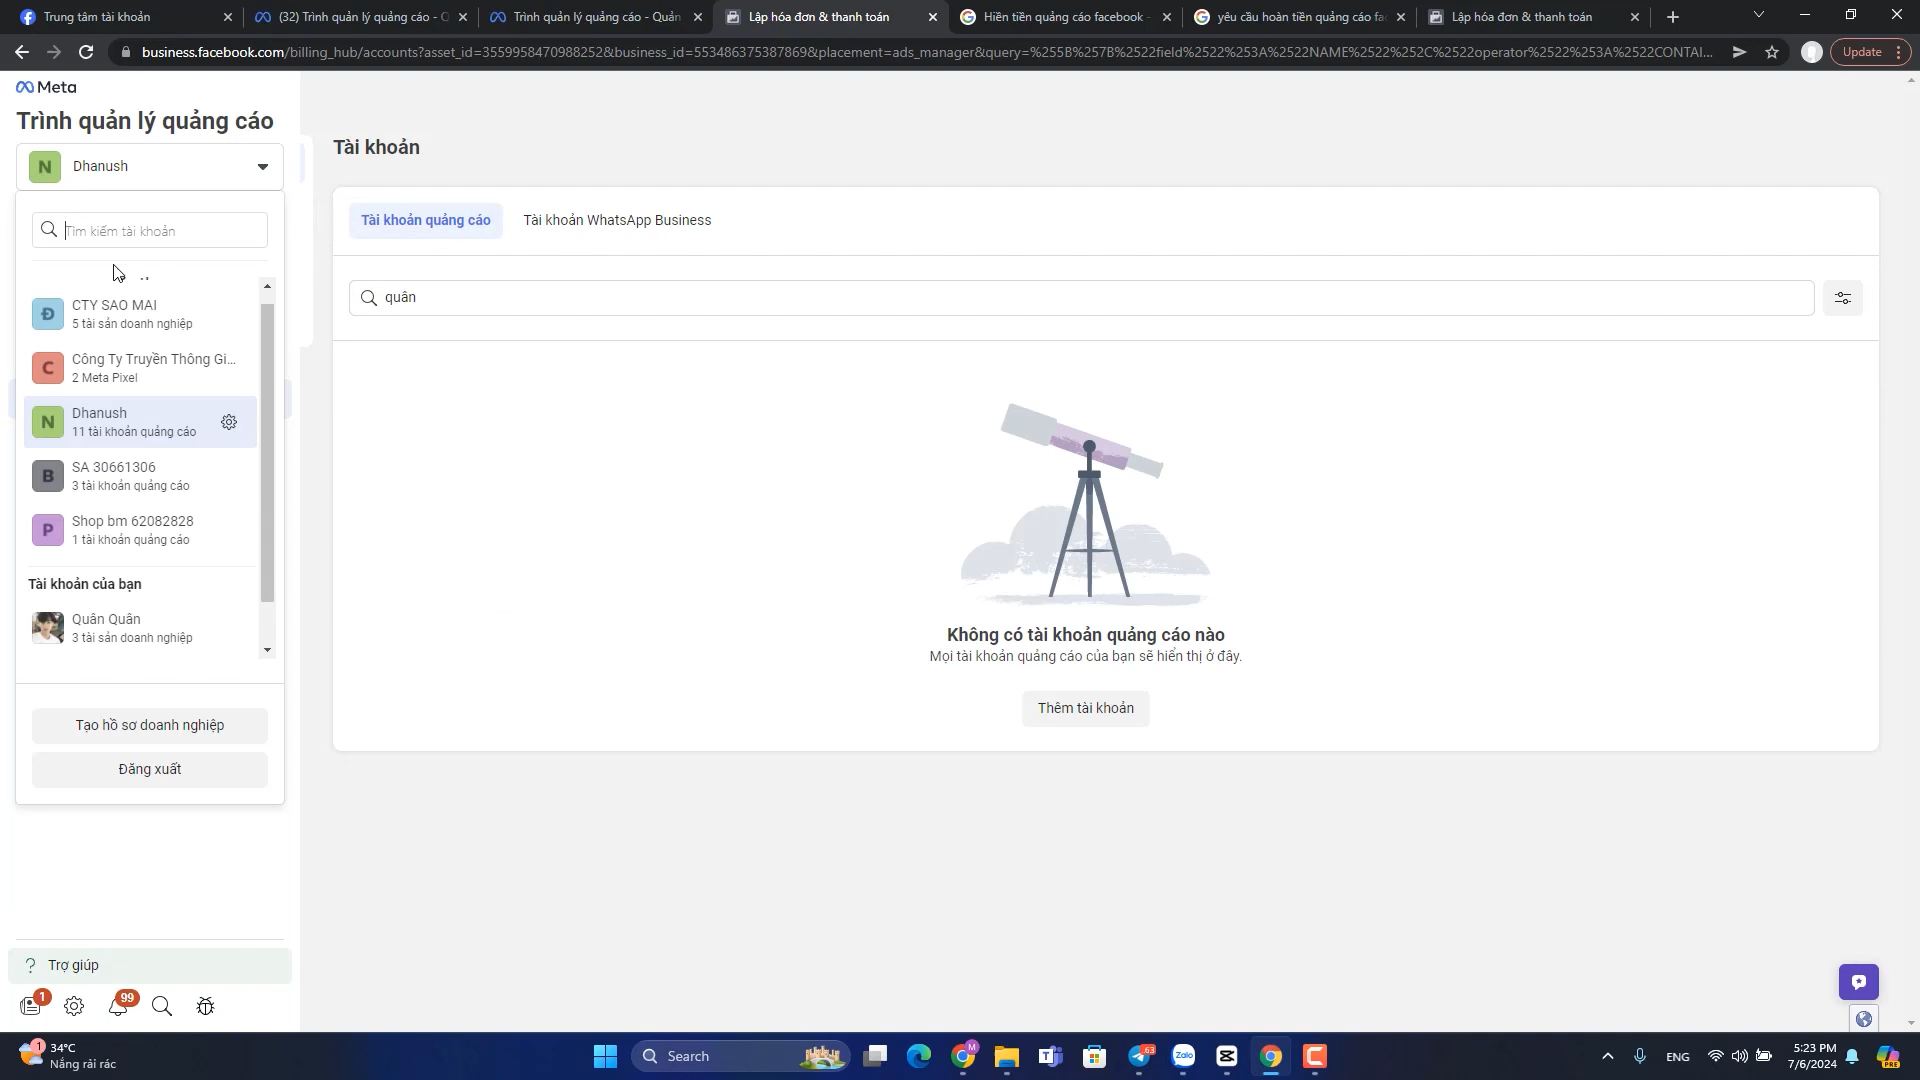 Trung tâm tài khoản
(32) Trình quản lý quảng cáo - Q
Trình quản lý quảng cáo - Quản
Lập hóa đơn & thanh toán
Hiền tiền quảng cáo facebook -
yêu cầu hoàn tiền quảng cáo fa
Lập hóa đơn & thanh toán
business.facebook.com/billing_hub/accounts?asset_id=3559958470988252&business_id=5534863753878699&placement=ads_manager&query=%255B%257B%2522field%2522%253A%2522NAME%2522%252C%2522operator%2522%253A%2522CONTAI...
Update
Meta
Trình quản lý quảng cáo
N
Dhanush
Tìm kiếm tài khoản
CTY SAO MAI
Đ
5 tài sản doanh nghiệp
Công Ty Truyền Thông Gi...
C
2 Meta Pixel
Dhanush
N
11 tài khoản quảng cáo
SA 30661306
B
3 tài khoản quảng cáo
Shop bm 62082828
P
1 tài khoản quảng cáo
Tài khoản của bạn
Quân Quân
3 tài sản doanh nghiệp
Tạo hồ sơ doanh nghiệp
Đăng xuất
Trợ giúp
1
99
Tài khoản
Tài khoản quảng cáo
Tài khoản WhatsApp Business
quân
Không có tài khoản quảng cáo nào
Mọi tài khoản quảng cáo của bạn sẽ hiển thị ở đây.
Thêm tài khoản
1
34°C
Nắng rải rác
Search
M
63
Zalo
ENG
5:23 PM
7/6/2024
PRE